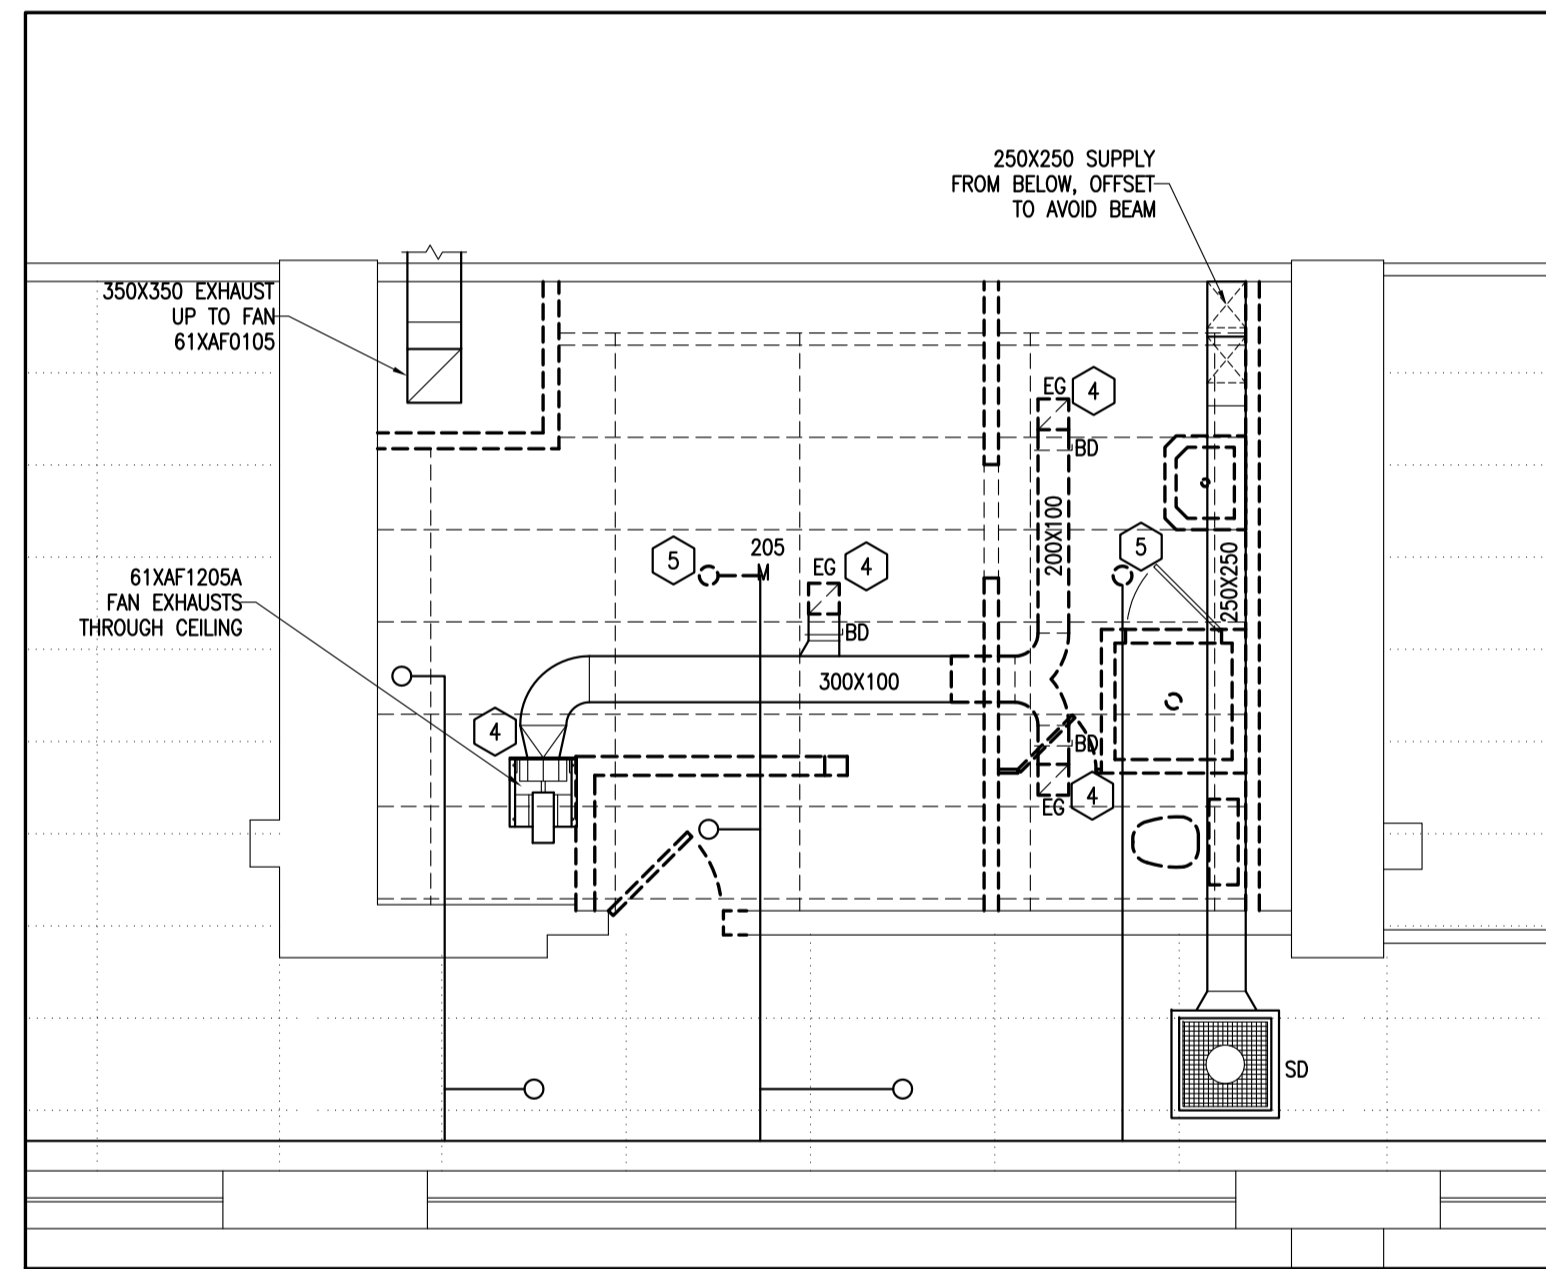 250X250 SUPPLY
FROM BELOW, OFFSET
TO AVOID BEAM
350X350 EXHAUST
UP TO FAN
61XAF0105
EG
4
BD
200X100
5
205
M
EG
4
5
250X250
61XAF1205A
FAN EXHAUSTS
THROUGH CEILING
BD
300X100
4
BD
EG
4
SD